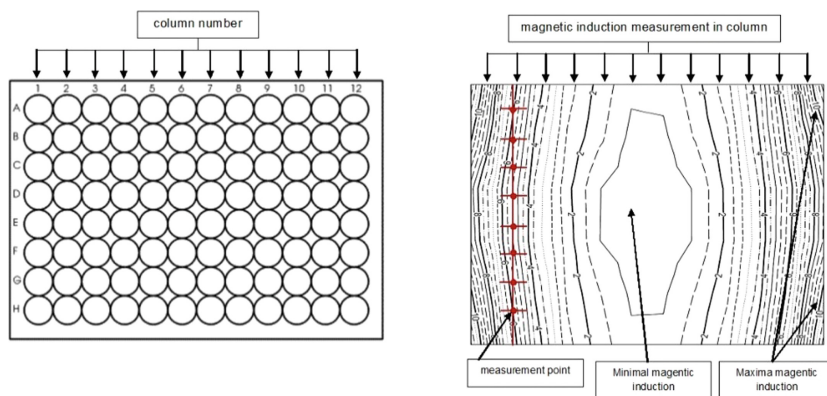 column number
1 2 3 4 5 6 7 8 9 10 11 12
A
B
C
D
E
F
G
H
magnetic induction measurement in column
measurement point
Minimal magentic
induction
Maxima magentic
induction